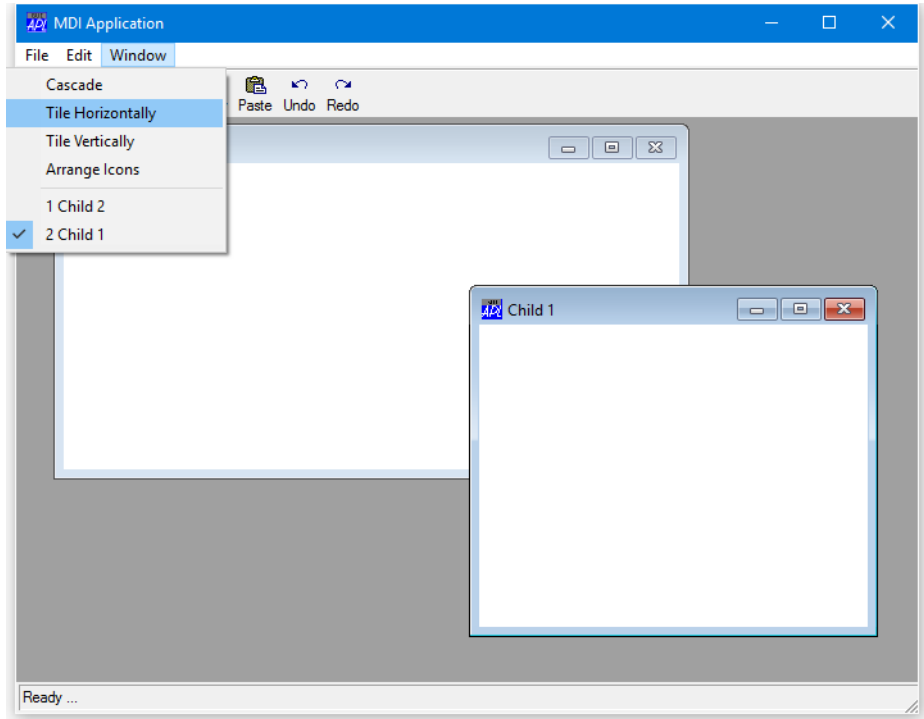 MDI Application
File Edit Window
Cascade
Tile Horizontally
Tile Vertically
Arrange Icons
1 Child 2
2 Child 1
Paste Undo Redo
Child 1
Ready ...